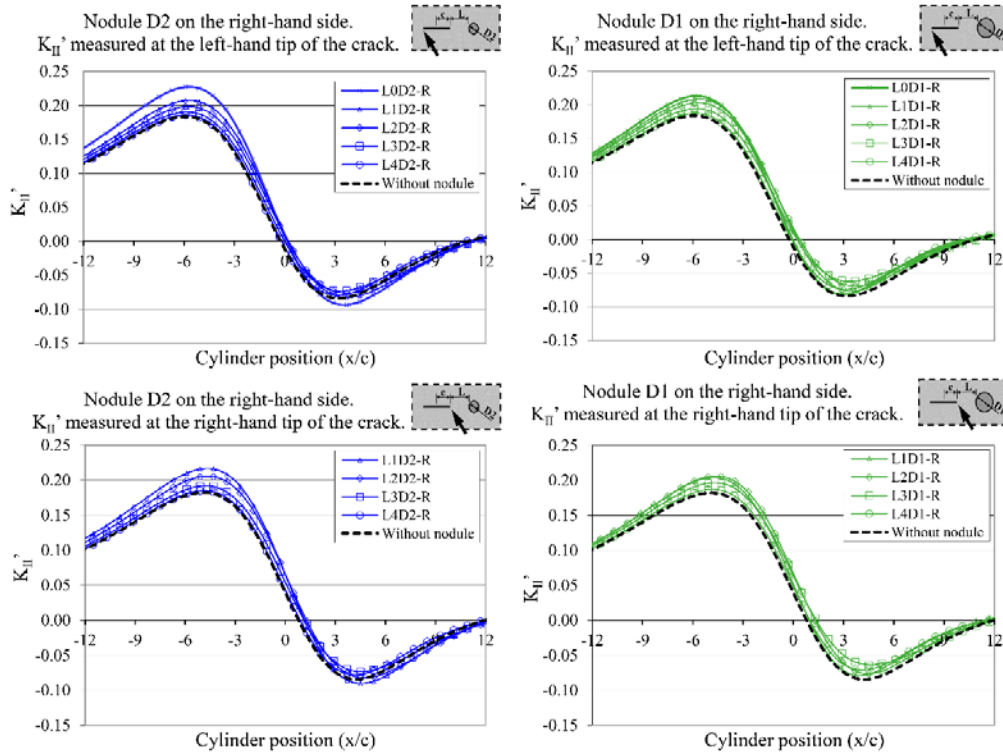 Nodule D2 on the right-hand side.
K_II' measured at the left-hand tip of the crack.
c L D2
0.25
0.20
0.15
0.10
0.05
0.00
-0.05
-0.10
-0.15
K_II'
-12 -9 -6 -3 0 3 6 9 12
Cylinder position (x/c)
L0D2-R
L1D2-R
L2D2-R
L3D2-R
L4D2-R
Without nodule
Nodule D1 on the right-hand side.
K_II' measured at the left-hand tip of the crack.
c L
0.25
0.20
0.15
0.10
0.05
0.00
-0.05
-0.10
-0.15
K_II'
-12 -9 -6 -3 0 3 6 9 12
Cylinder position (x/c)
L0D1-R
L1D1-R
L2D1-R
L3D1-R
L4D1-R
Without nodule
Nodule D2 on the right-hand side.
K_II' measured at the right-hand tip of the crack.
c L D2
0.25
0.20
0.15
0.10
0.05
0.00
-0.05
-0.10
-0.15
K_II'
-12 -9 -6 -3 0 3 6 9 12
Cylinder position (x/c)
L1D2-R
L2D2-R
L3D2-R
L4D2-R
Without nodule
Nodule D1 on the right-hand side.
K_II' measured at the right-hand tip of the crack.
c L
0.25
0.20
0.15
0.10
0.05
0.00
-0.05
-0.10
-0.15
K_II'
-12 -9 -6 -3 0 3 6 9 12
Cylinder position (x/c)
L1D1-R
L2D1-R
L3D1-R
L4D1-R
Without nodule